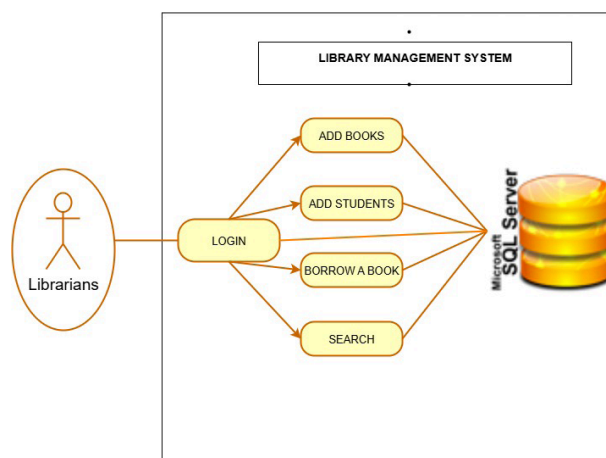 LIBRARY MANAGEMENT SYSTEM
ADD BOOKS
ADD STUDENTS
LOGIN
BORROW A BOOK
SEARCH
Librarians
Microsoft
SQL Server